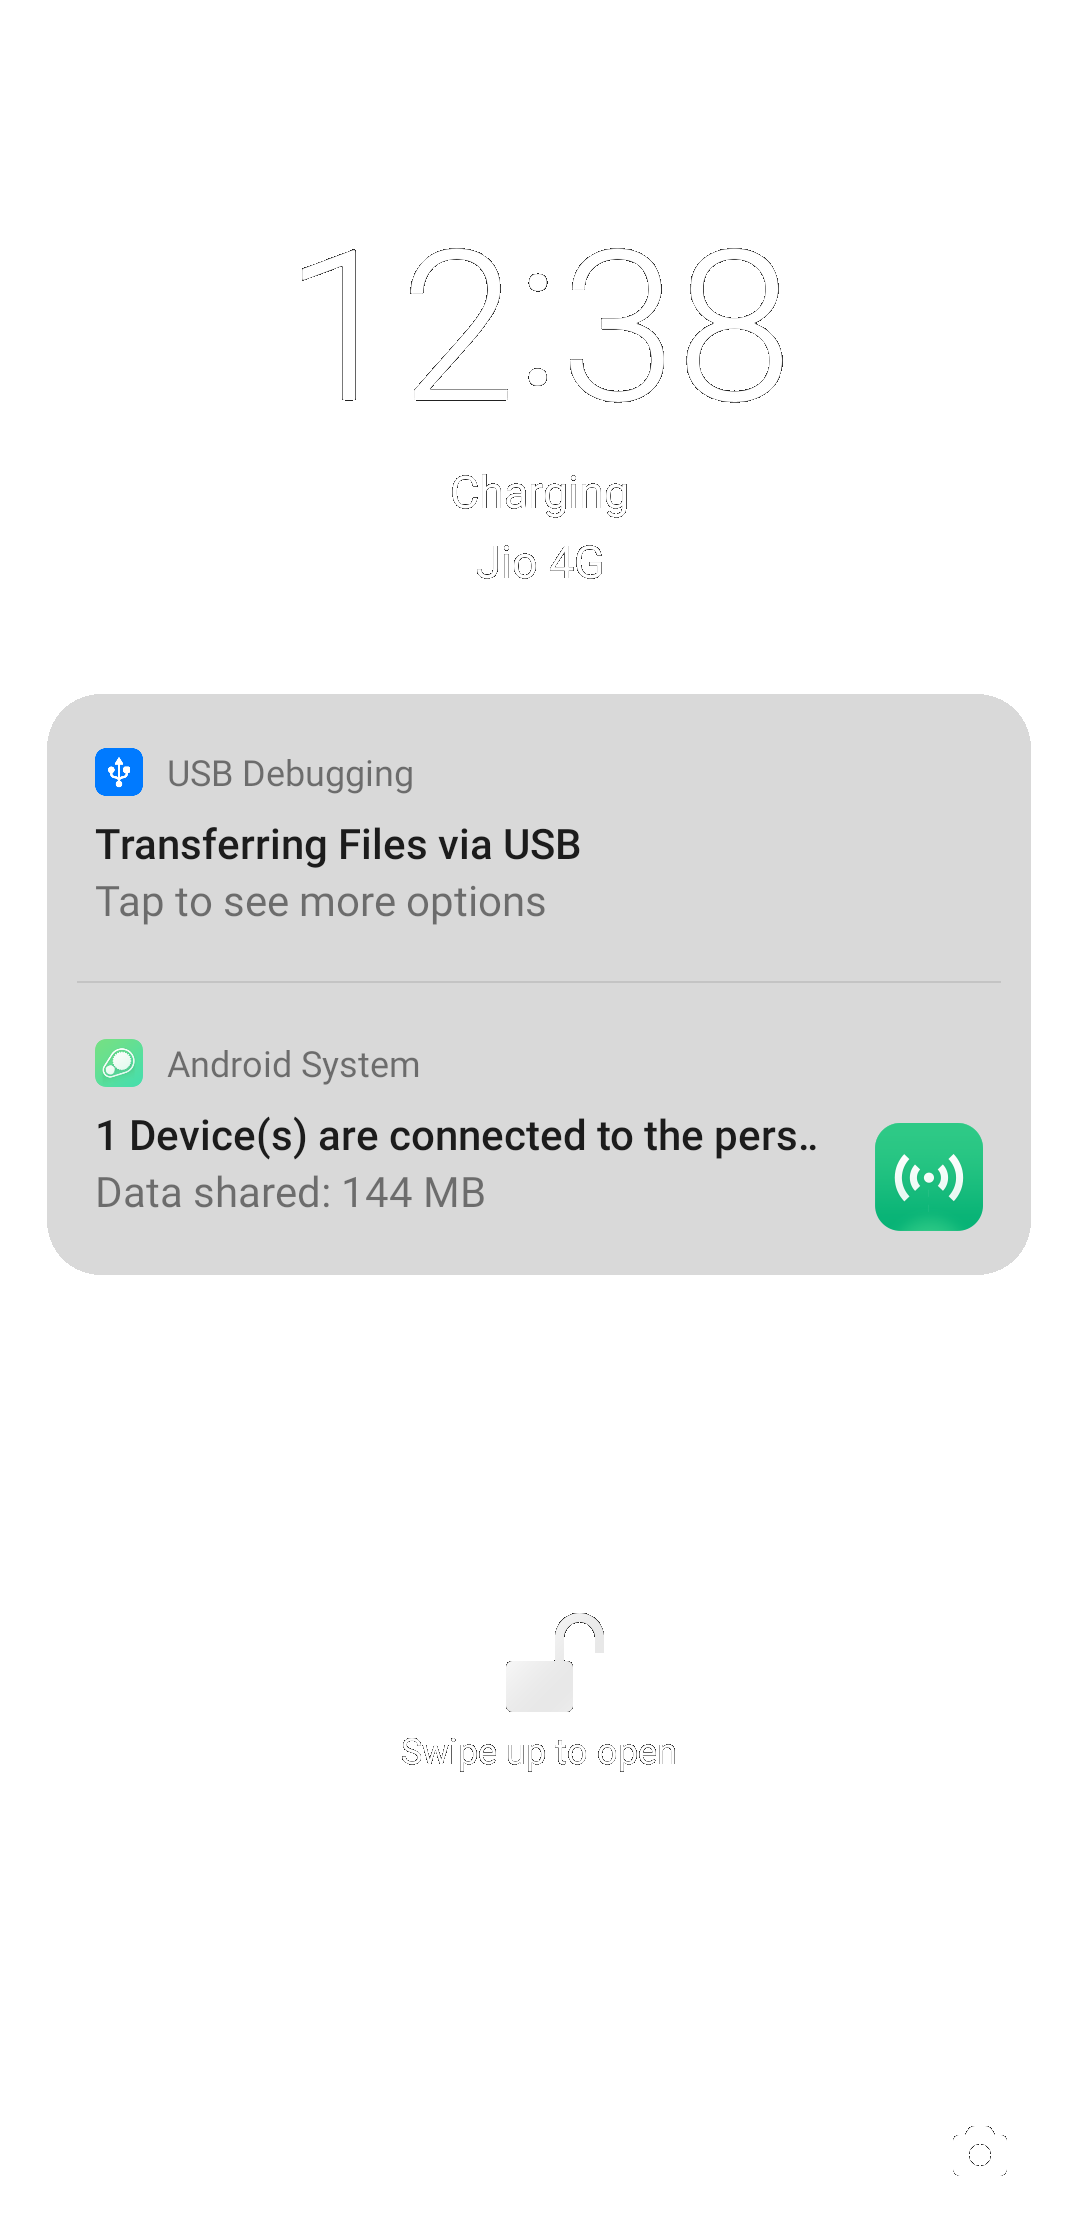 12:38
Charging
Jio 4G
USB Debugging
Transferring Files via USB
Tap to see more options
Android System
1 Device(s) are connected to the pers..
Data shared: 144 MB
Swipe up to open